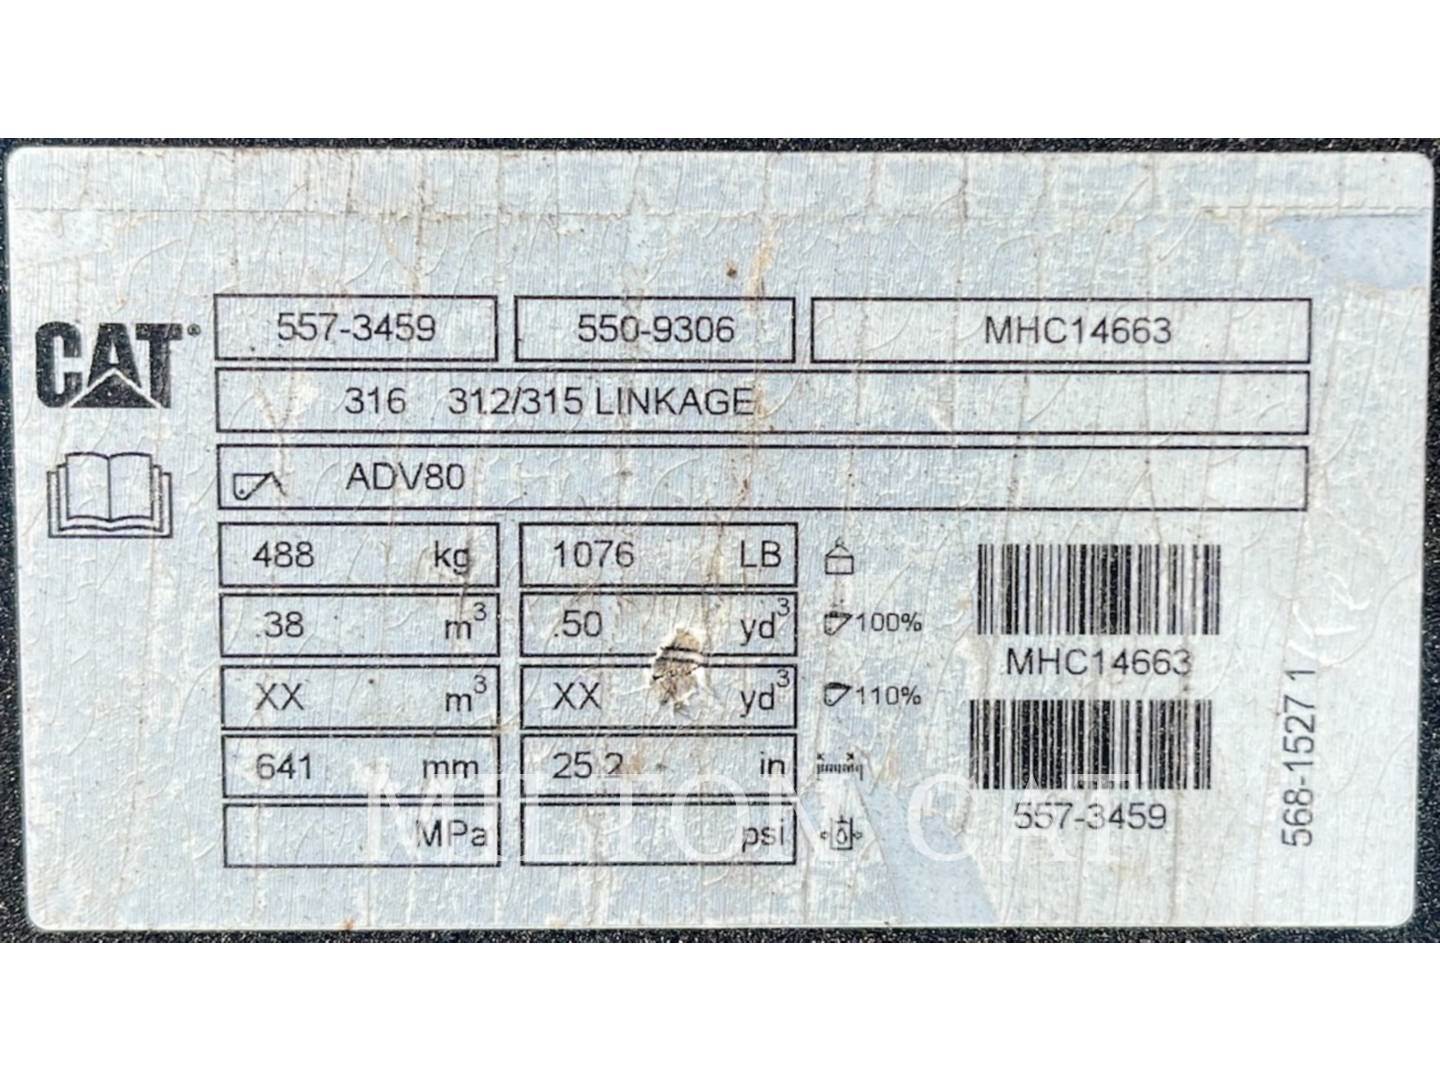 557-3459 550-9306 MHC14663
CAT®
316 312/315 LINKAGE
ADV80
488 kg 1076 LB
.38 m³ .50 yd³ 100%
XX m³ XX yd³ 110%
MHC14663
641 mm 25.2 in
MPa psi
557-3459
568-1527 1
MILTON CAT